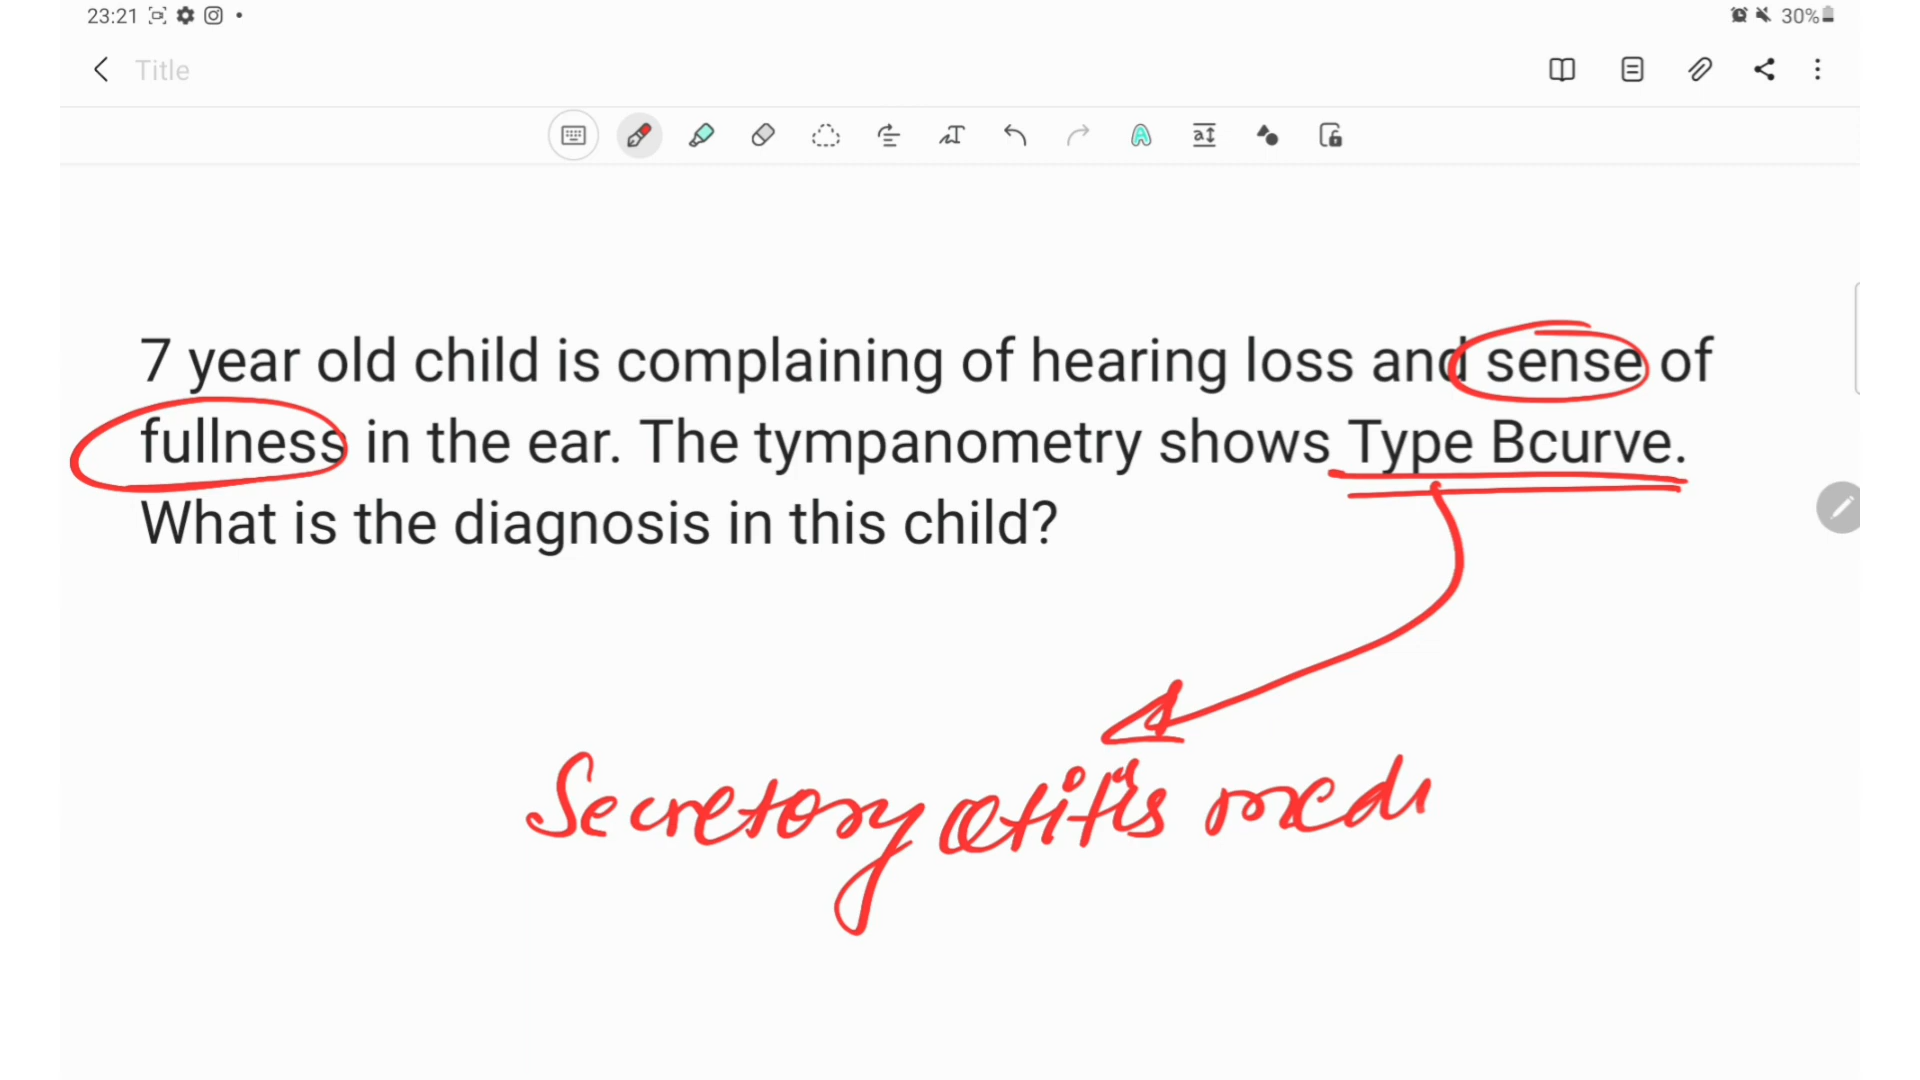 23:21
30%
Title
7 year old child is complaining of hearing loss and sense of
fullness in the ear. The tympanometry shows Type Bcurve.
What is the diagnosis in this child?
Secretory otitis medi